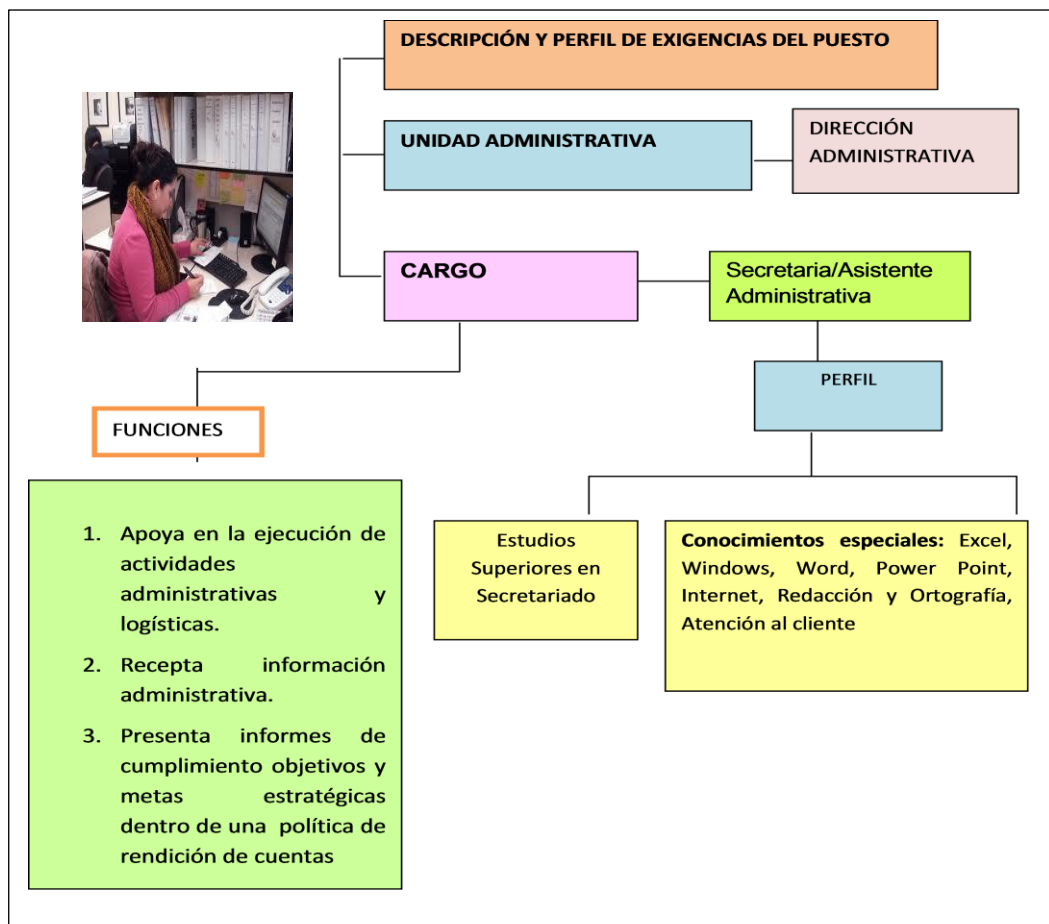 DESCRIPCIÓN Y PERFIL DE EXIGENCIAS DEL PUESTO
UNIDAD ADMINISTRATIVA
DIRECCIÓN
ADMINISTRATIVA
CARGO
Secretaria/Asistente
Administrativa
PERFIL
FUNCIONES
1. Apoya en la ejecución de
actividades
administrativas y
logísticas.
2. Recepta información
administrativa.
3. Presenta informes de
cumplimiento objetivos y
metas estratégicas
dentro de una política de
rendición de cuentas
Estudios
Superiores en
Secretariado
Conocimientos especiales: Excel,
Windows, Word, Power Point,
Internet, Redacción y Ortografía,
Atención al cliente